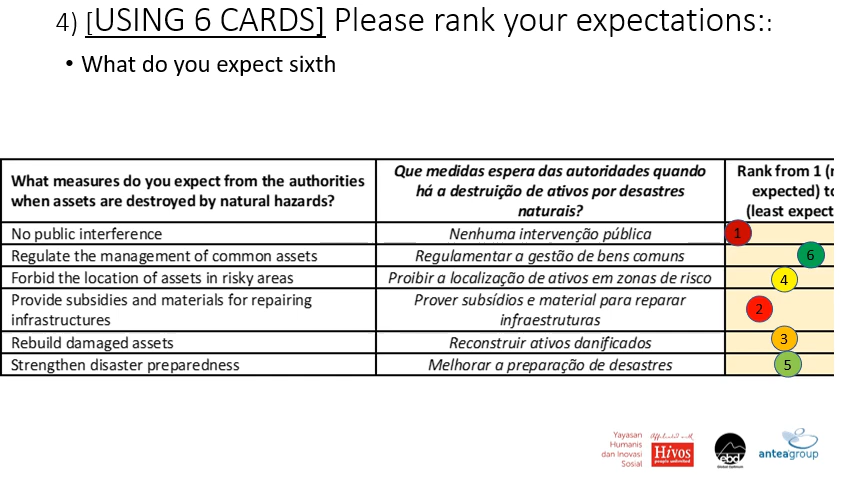 4) [USING 6 CARDS] Please rank your expectations::
• What do you expect sixth
What measures do you expect from the authorities
when assets are destroyed by natural hazards?
Que medidas espera das autoridades quando
há a destruição de ativos por desastres
naturais?
Rank from 1 (
expected) to
(least expect
No public interference
Nenhuma intervenção pública
1
Regulate the management of common assets
Regulamentar a gestão de bens comuns
6
Forbid the location of assets in risky areas
Proibir a localização de ativos em zonas de risco
4
Provide subsidies and materials for repairing
infrastructures
Prover subsídios e material para reparar
infraestruturas
2
Rebuild damaged assets
Reconstruir ativos danificados
3
Strengthen disaster preparedness
Melhorar a preparação de desastres
5
Yayasan
Humanis
dan Inovasi
Sosial
Affiliated with
Hivos
people unlimited
ebd
anteagroup